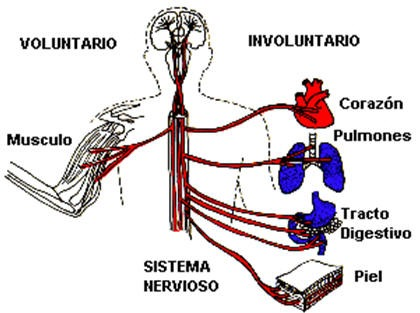 VOLUNTARIO
INVOLUNTARIO
Corazón
Musculo
Pulmones
Tracto
Digestivo
SISTEMA
NERVIOSO
Piel